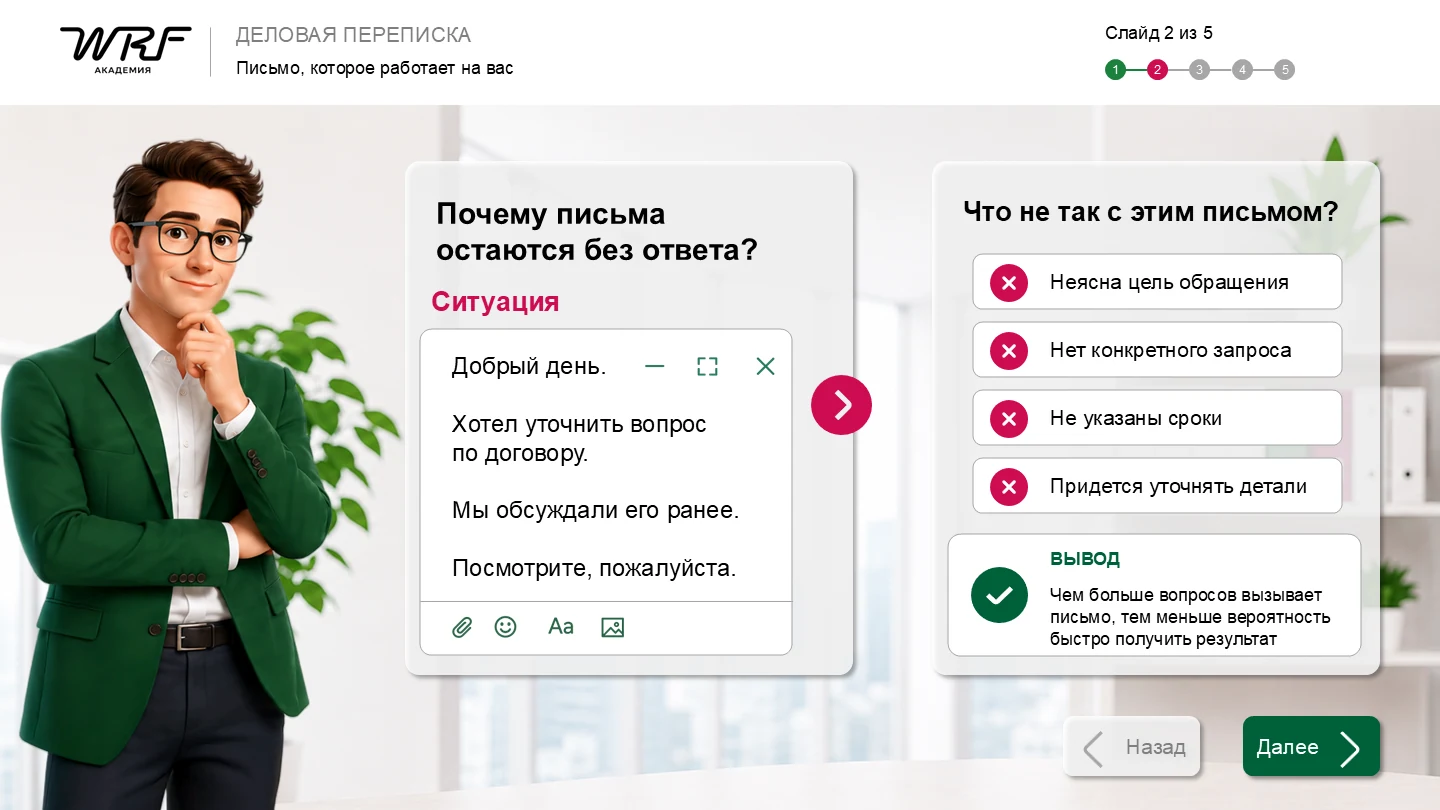 WRF
АКАДЕМИЯ
ДЕЛОВАЯ ПЕРЕПИСКА
Письмо, которое работает на вас
Слайд 2 из 5
1 2 3 4 5
Почему письма
остаются без ответа?
Ситуация
Добрый день.
Хотел уточнить вопрос
по договору.
Мы обсуждали его ранее.
Посмотрите, пожалуйста.
Aa
Что не так с этим письмом?
Неясна цель обращения
Нет конкретного запроса
Не указаны сроки
Придется уточнять детали
ВЫВОД
Чем больше вопросов вызывает
письмо, тем меньше вероятность
быстро получить результат
Назад
Далее